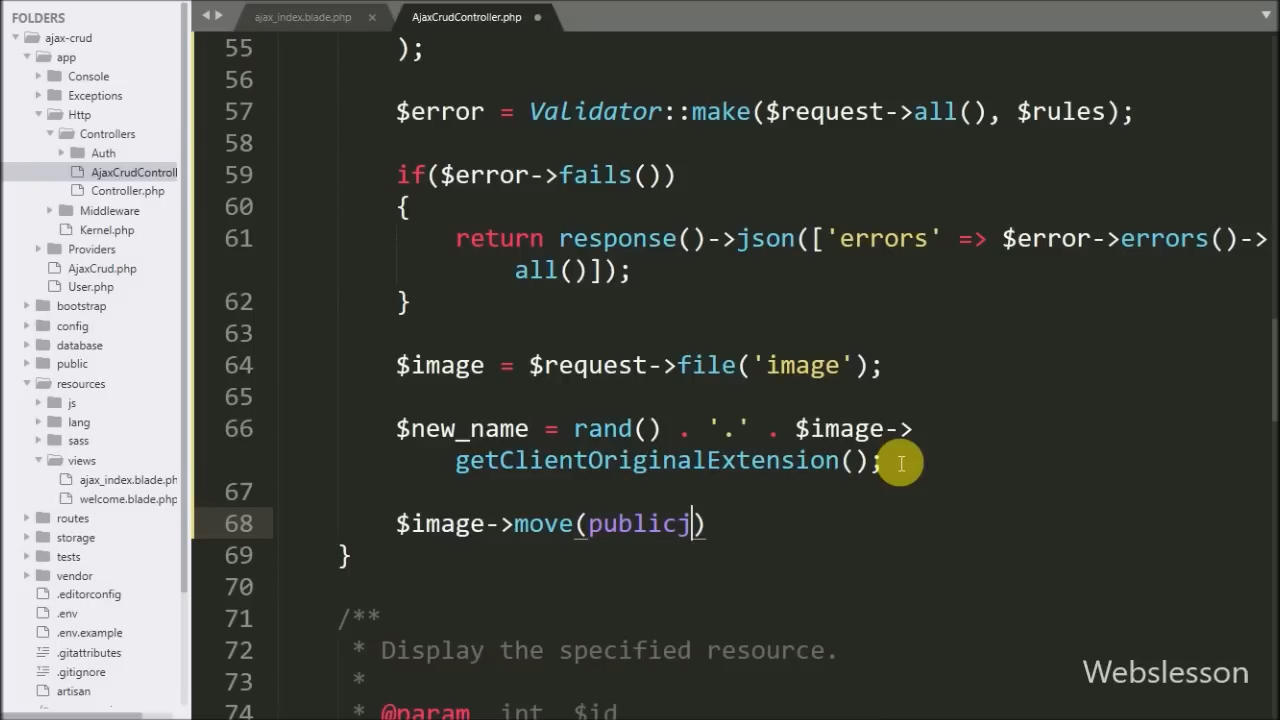 FOLDERS
ajax-crud
app
Console
Exceptions
Http
Controllers
Auth
AjaxCrudControll
Controller.php
Middleware
Kernel.php
Providers
AjaxCrud.php
User.php
bootstrap
config
database
public
resources
js
lang
sass
views
ajax_index.blade.ph
welcome.blade.php
routes
storage
tests
vendor
.editorconfig
.env
.env.example
.gitattributes
.gitignore
artisan
ajax_index.blade.php
AjaxCrudController.php
55 );
56
57 $error = Validator::make($request->all(), $rules);
58
59 if($error->fails())
60 {
61 return response()->json(['errors' => $error->errors()->
all()]);
62 }
63
64 $image = $request->file('image');
65
66 $new_name = rand() . '.' . $image->
getClientOriginalExtension();
67
68 $image->move(publicj)
69 }
70
71 /**
72 * Display the specified resource.
73 *
74 * @param int $id
Webslesson